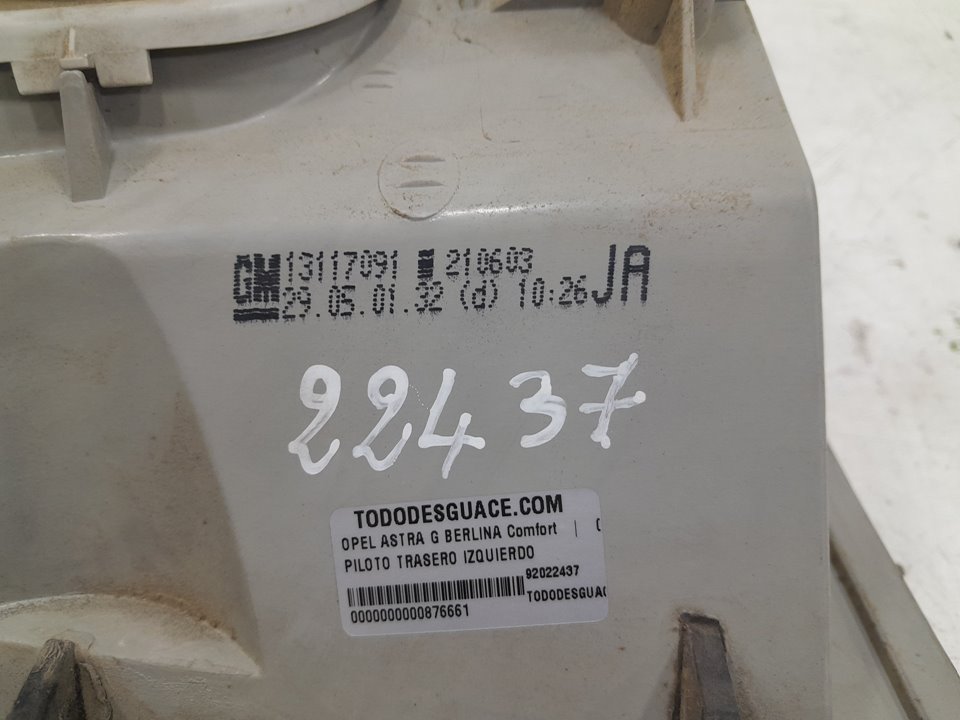 GM 13117091 210603 JA
29.05.01.32 (d) 10:26
22437
TODODESGUACE.COM
OPEL ASTRA G BERLINA Comfort |
PILOTO TRASERO IZQUIERDO
92022437
TODODESGUAC
0000000000876661